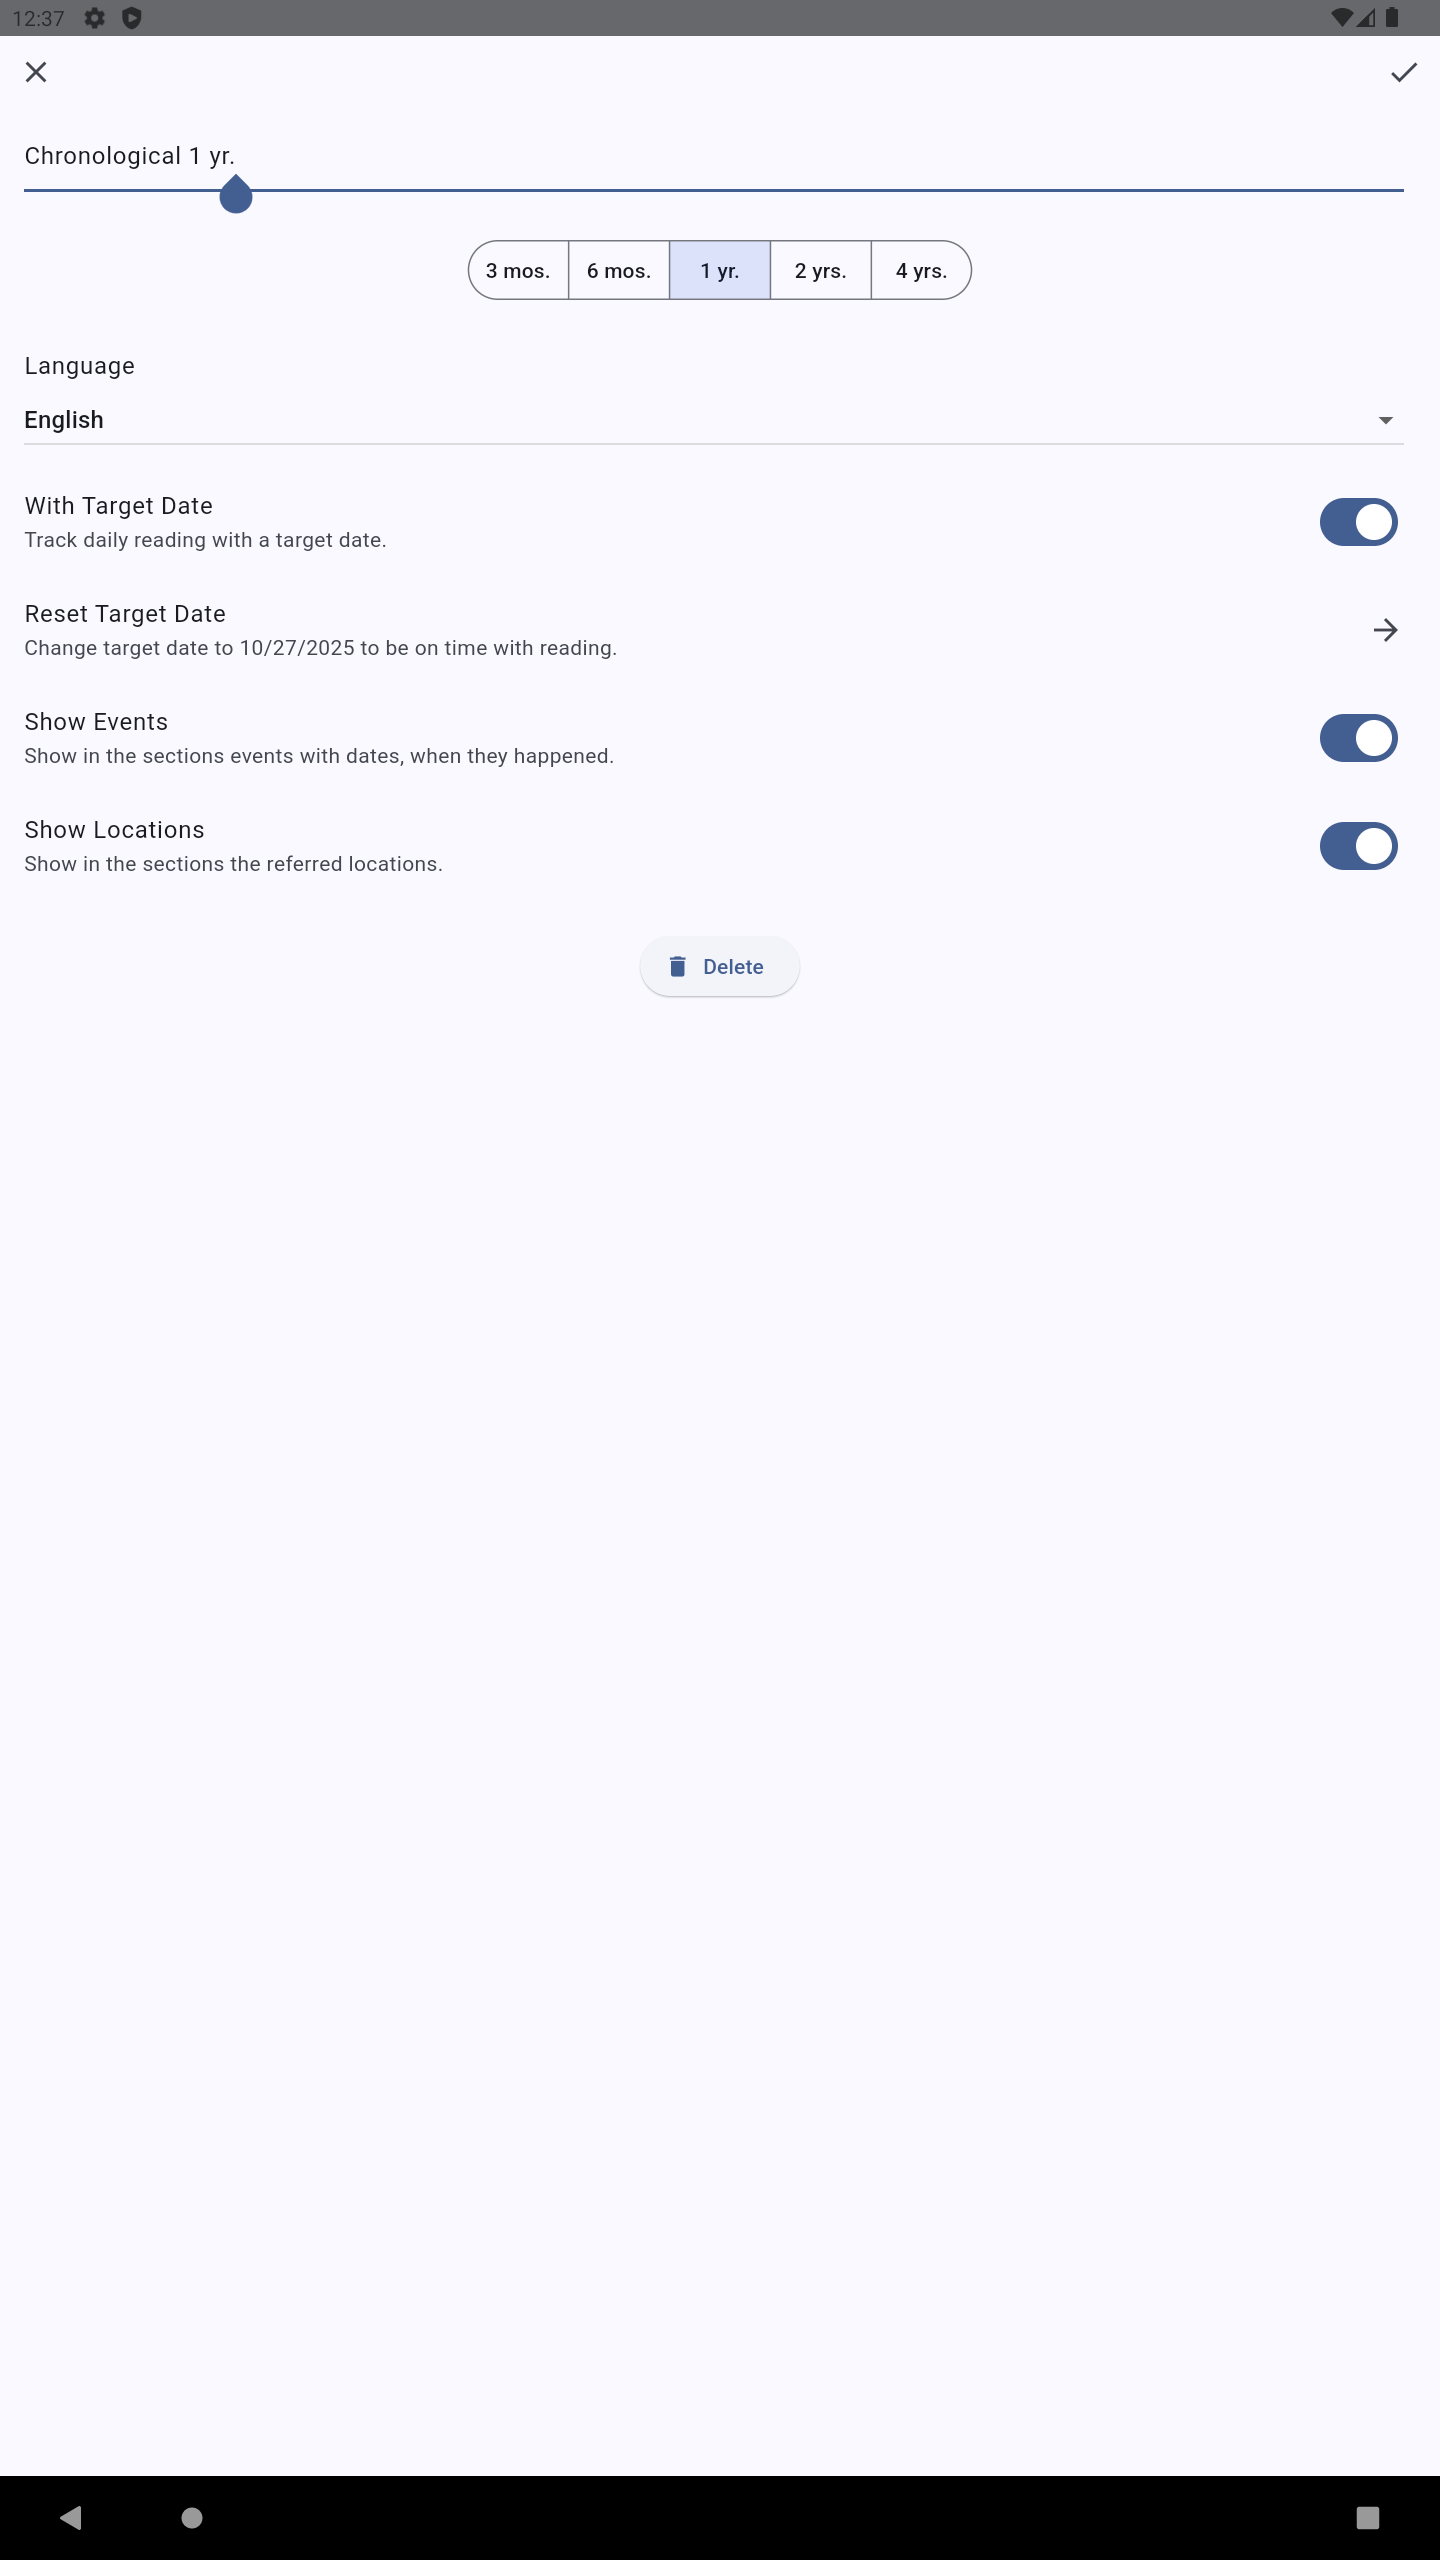 12:37
Chronological 1 yr.
3 mos. 6 mos. 1 yr. 2 yrs. 4 yrs.
Language
English
With Target Date
Track daily reading with a target date.
Reset Target Date
Change target date to 10/27/2025 to be on time with reading.
Show Events
Show in the sections events with dates, when they happened.
Show Locations
Show in the sections the referred locations.
Delete